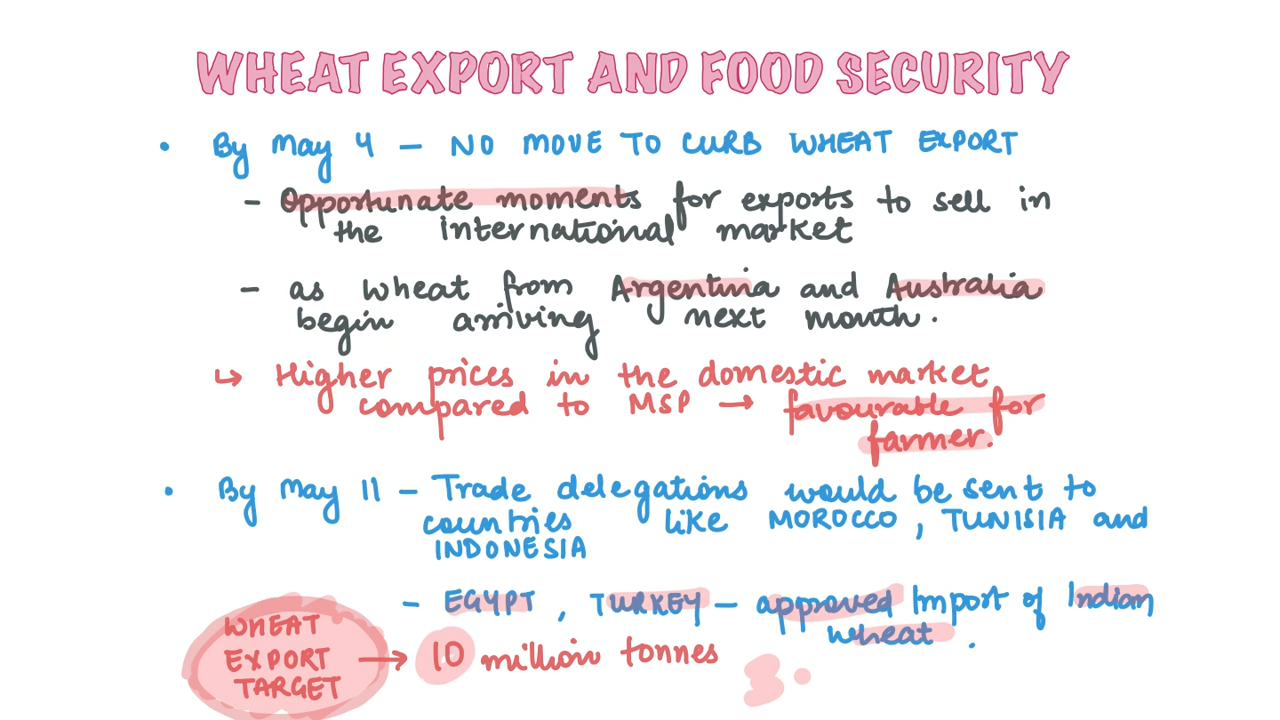 WHEAT EXPORT AND FOOD SECURITY
• By May 4 – NO MOVE TO CURB WHEAT EXPORT
– Opportunate moments for exports to sell in
the international market
– as wheat from Argentina and Australia
begin arriving next month.
↳ Higher prices in the domestic market
compared to MSP → favourable for
farmer.
• By May 11 – Trade delegations would be sent to
countries like MOROCCO, TUNISIA and
INDONESIA
– EGYPT, TURKEY – approved Import of Indian
wheat.
WHEAT
EXPORT → 10 million tonnes
TARGET
3.